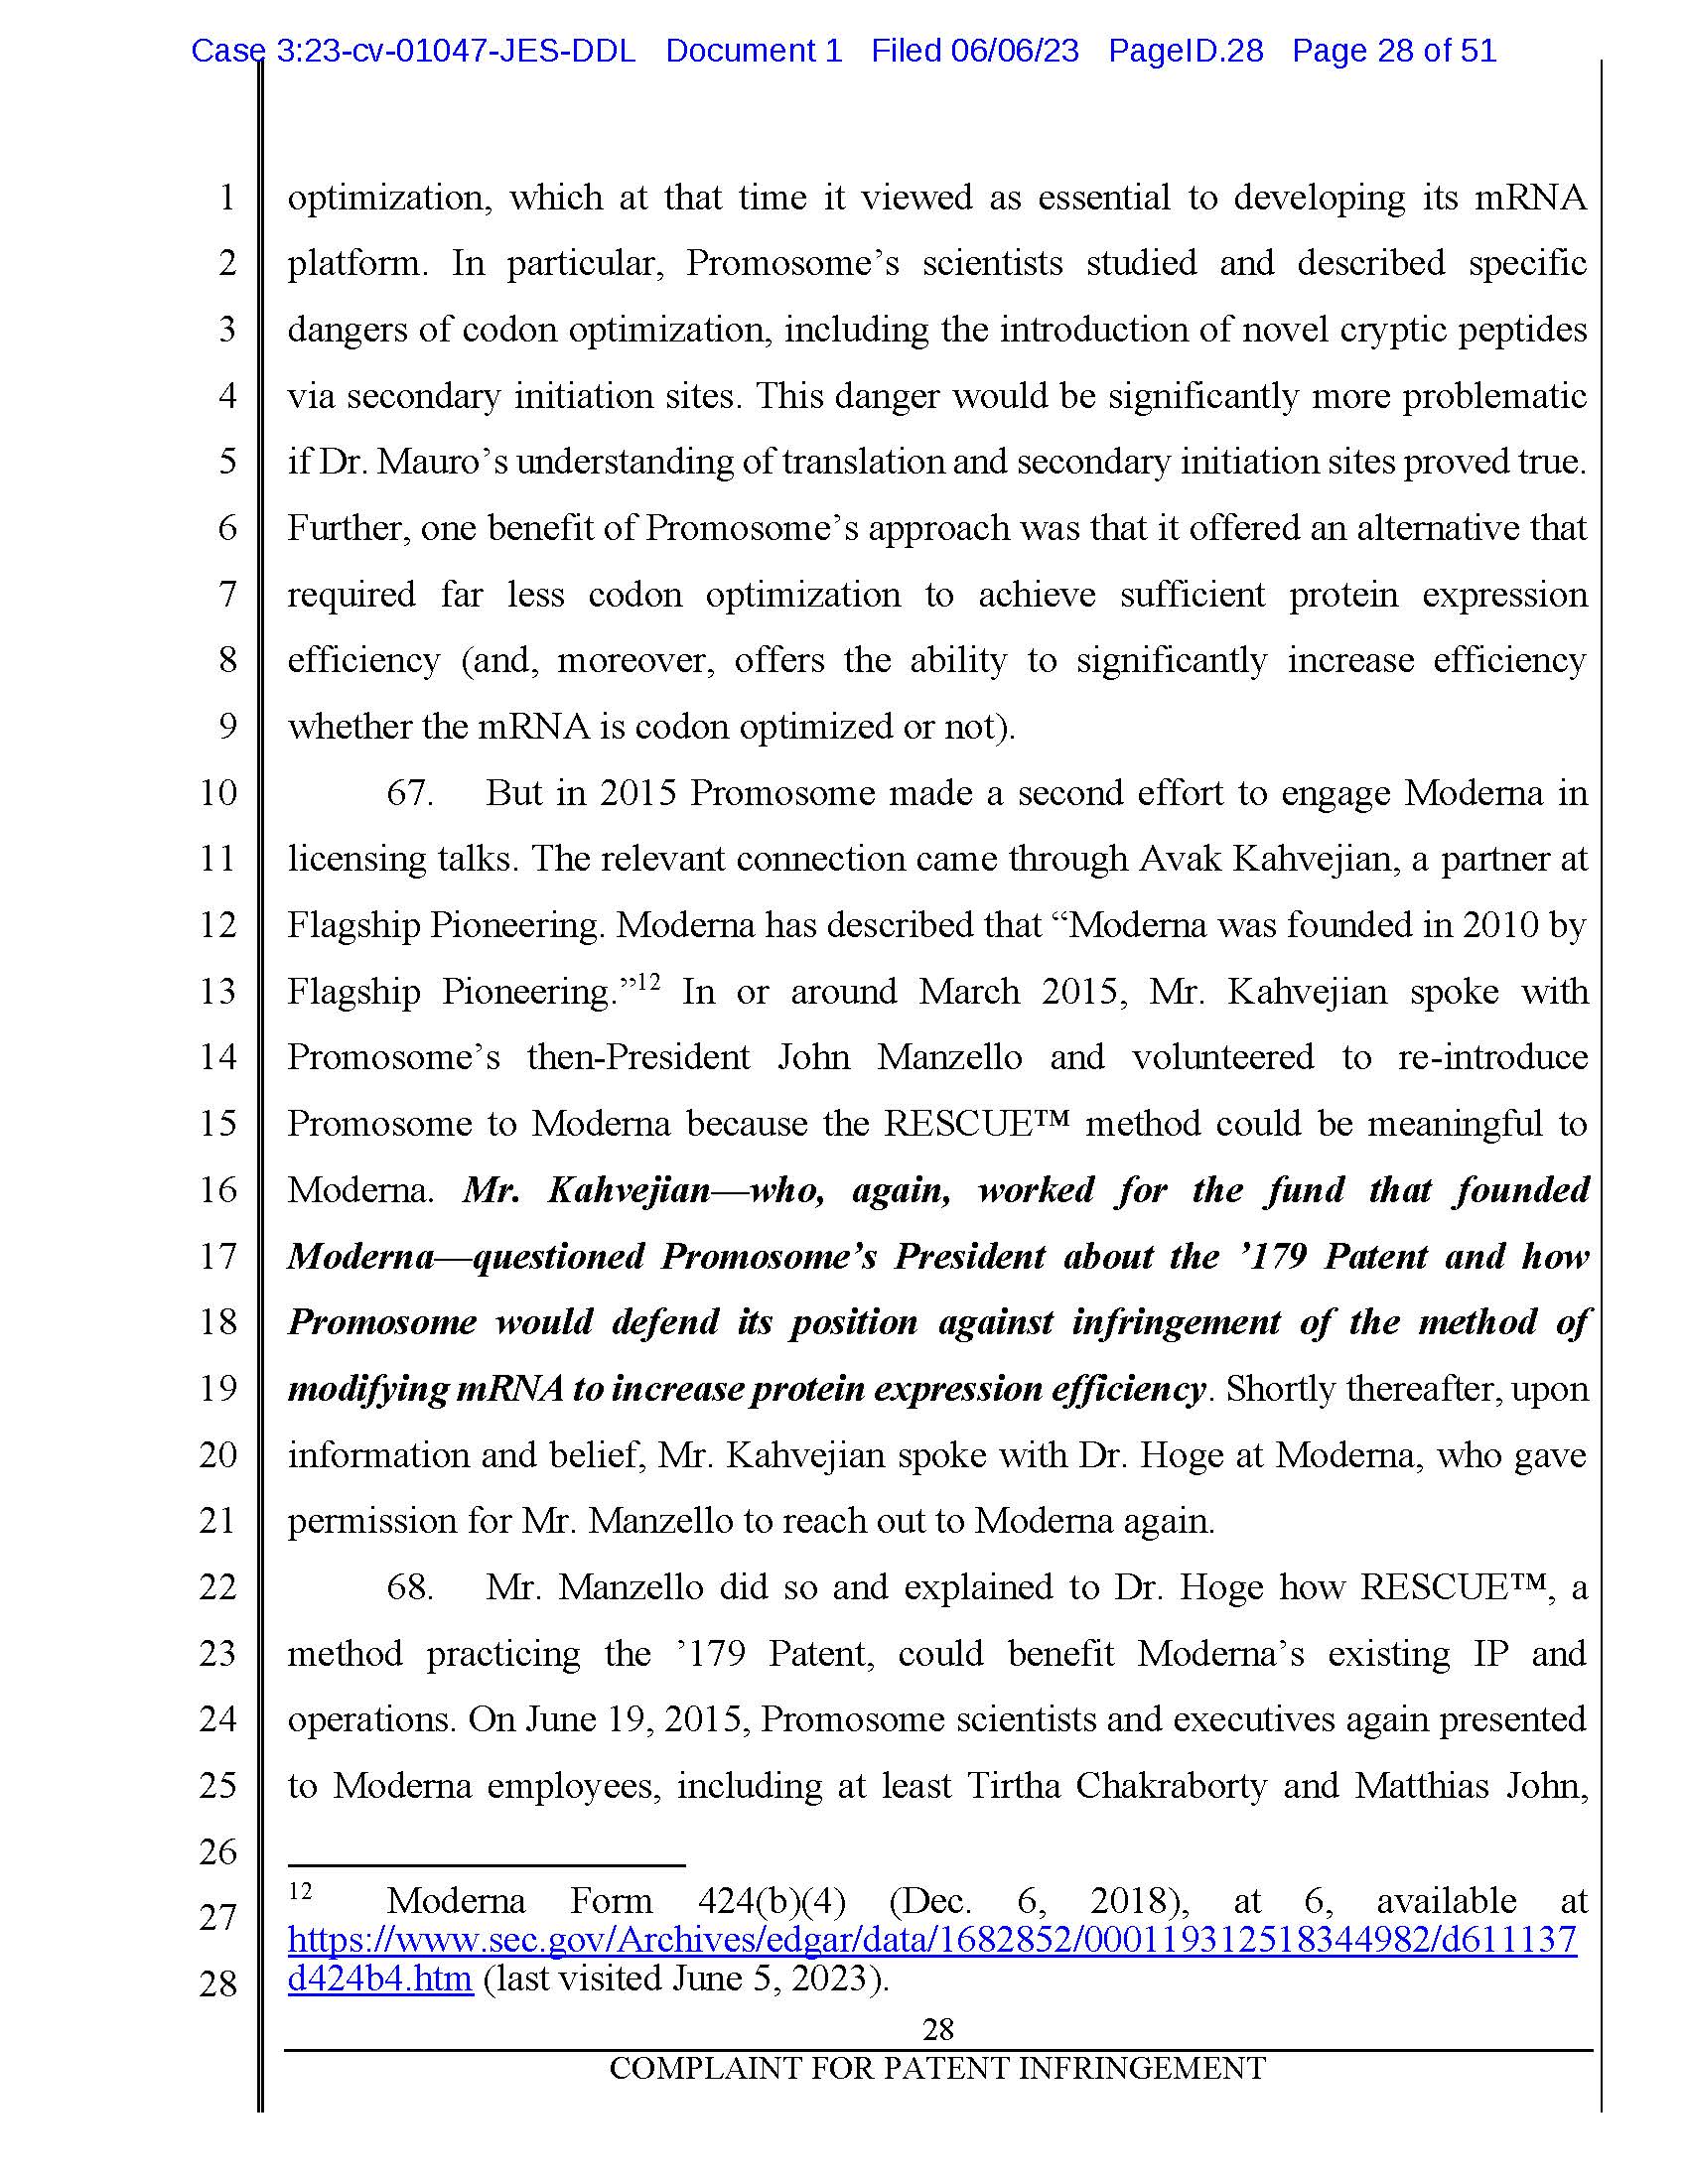 Case 3:23-cv-01047-JES-DDL Document 1 Filed 06/06/23 PageID.28 Page 28 of 51
1 optimization, which at that time it viewed as essential to developing its mRNA
2 platform. In particular, Promosome’s scientists studied and described specific
3 dangers of codon optimization, including the introduction of novel cryptic peptides
4 via secondary initiation sites. This danger would be significantly more problematic
5 if Dr. Mauro’s understanding of translation and secondary initiation sites proved true.
6 Further, one benefit of Promosome’s approach was that it offered an alternative that
7 required far less codon optimization to achieve sufficient protein expression
8 efficiency (and, moreover, offers the ability to significantly increase efficiency
9 whether the mRNA is codon optimized or not).
10 67. But in 2015 Promosome made a second effort to engage Moderna in
11 licensing talks. The relevant connection came through Avak Kahvejian, a partner at
12 Flagship Pioneering. Moderna has described that “Moderna was founded in 2010 by
13 Flagship Pioneering.”12 In or around March 2015, Mr. Kahvejian spoke with
14 Promosome’s then-President John Manzello and volunteered to re-introduce
15 Promosome to Moderna because the RESCUE™ method could be meaningful to
16 Moderna. Mr. Kahvejian—who, again, worked for the fund that founded
17 Moderna—questioned Promosome’s President about the ’179 Patent and how
18 Promosome would defend its position against infringement of the method of
19 modifying mRNA to increase protein expression efficiency. Shortly thereafter, upon
20 information and belief, Mr. Kahvejian spoke with Dr. Hoge at Moderna, who gave
21 permission for Mr. Manzello to reach out to Moderna again.
22 68. Mr. Manzello did so and explained to Dr. Hoge how RESCUE™, a
23 method practicing the ’179 Patent, could benefit Moderna’s existing IP and
24 operations. On June 19, 2015, Promosome scientists and executives again presented
25 to Moderna employees, including at least Tirtha Chakraborty and Matthias John,
26
27 12 Moderna Form 424(b)(4) (Dec. 6, 2018), at 6, available at
https://www.sec.gov/Archives/edgar/data/1682852/000119312518344982/d611137
28 d424b4.htm (last visited June 5, 2023).
28
COMPLAINT FOR PATENT INFRINGEMENT